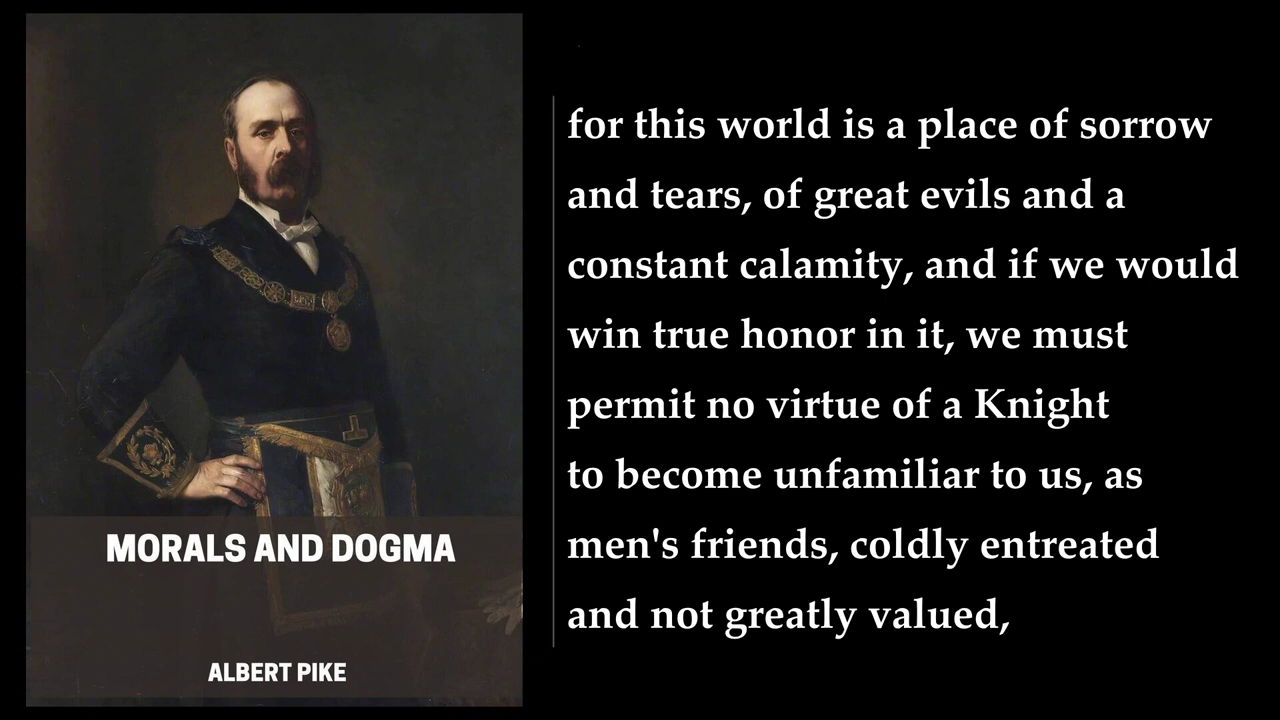 MORALS AND DOGMA
ALBERT PIKE
for this world is a place of sorrow
and tears, of great evils and a
constant calamity, and if we would
win true honor in it, we must
permit no virtue of a Knight
to become unfamiliar to us, as
men's friends, coldly entreated
and not greatly valued,